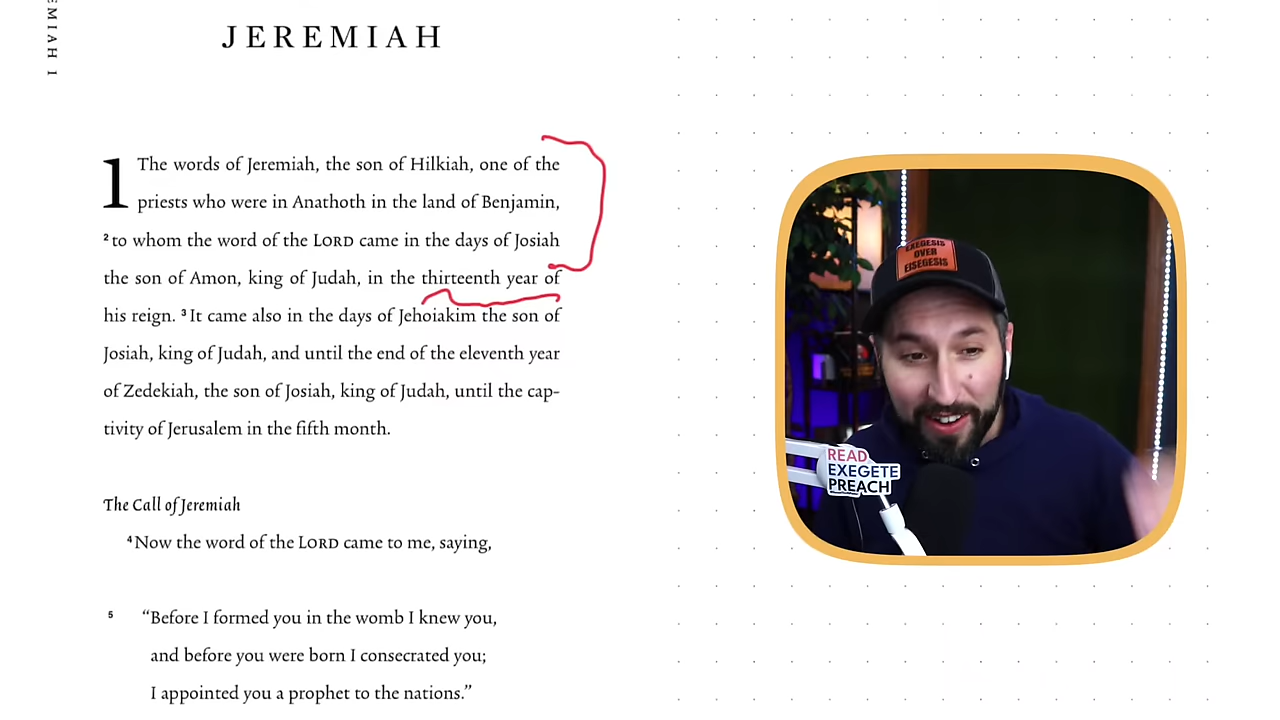 EMIAH 1
JEREMIAH
1 The words of Jeremiah, the son of Hilkiah, one of the
priests who were in Anathoth in the land of Benjamin,
2 to whom the word of the LORD came in the days of Josiah
the son of Amon, king of Judah, in the thirteenth year of
his reign. 3 It came also in the days of Jehoiakim the son of
Josiah, king of Judah, and until the end of the eleventh year
of Zedekiah, the son of Josiah, king of Judah, until the cap-
tivity of Jerusalem in the fifth month.
The Call of Jeremiah
4 Now the word of the LORD came to me, saying,
5 “Before I formed you in the womb I knew you,
and before you were born I consecrated you;
I appointed you a prophet to the nations.”
EXEGESIS
OVER
EISEGESIS
READ
EXEGETE
PREACH